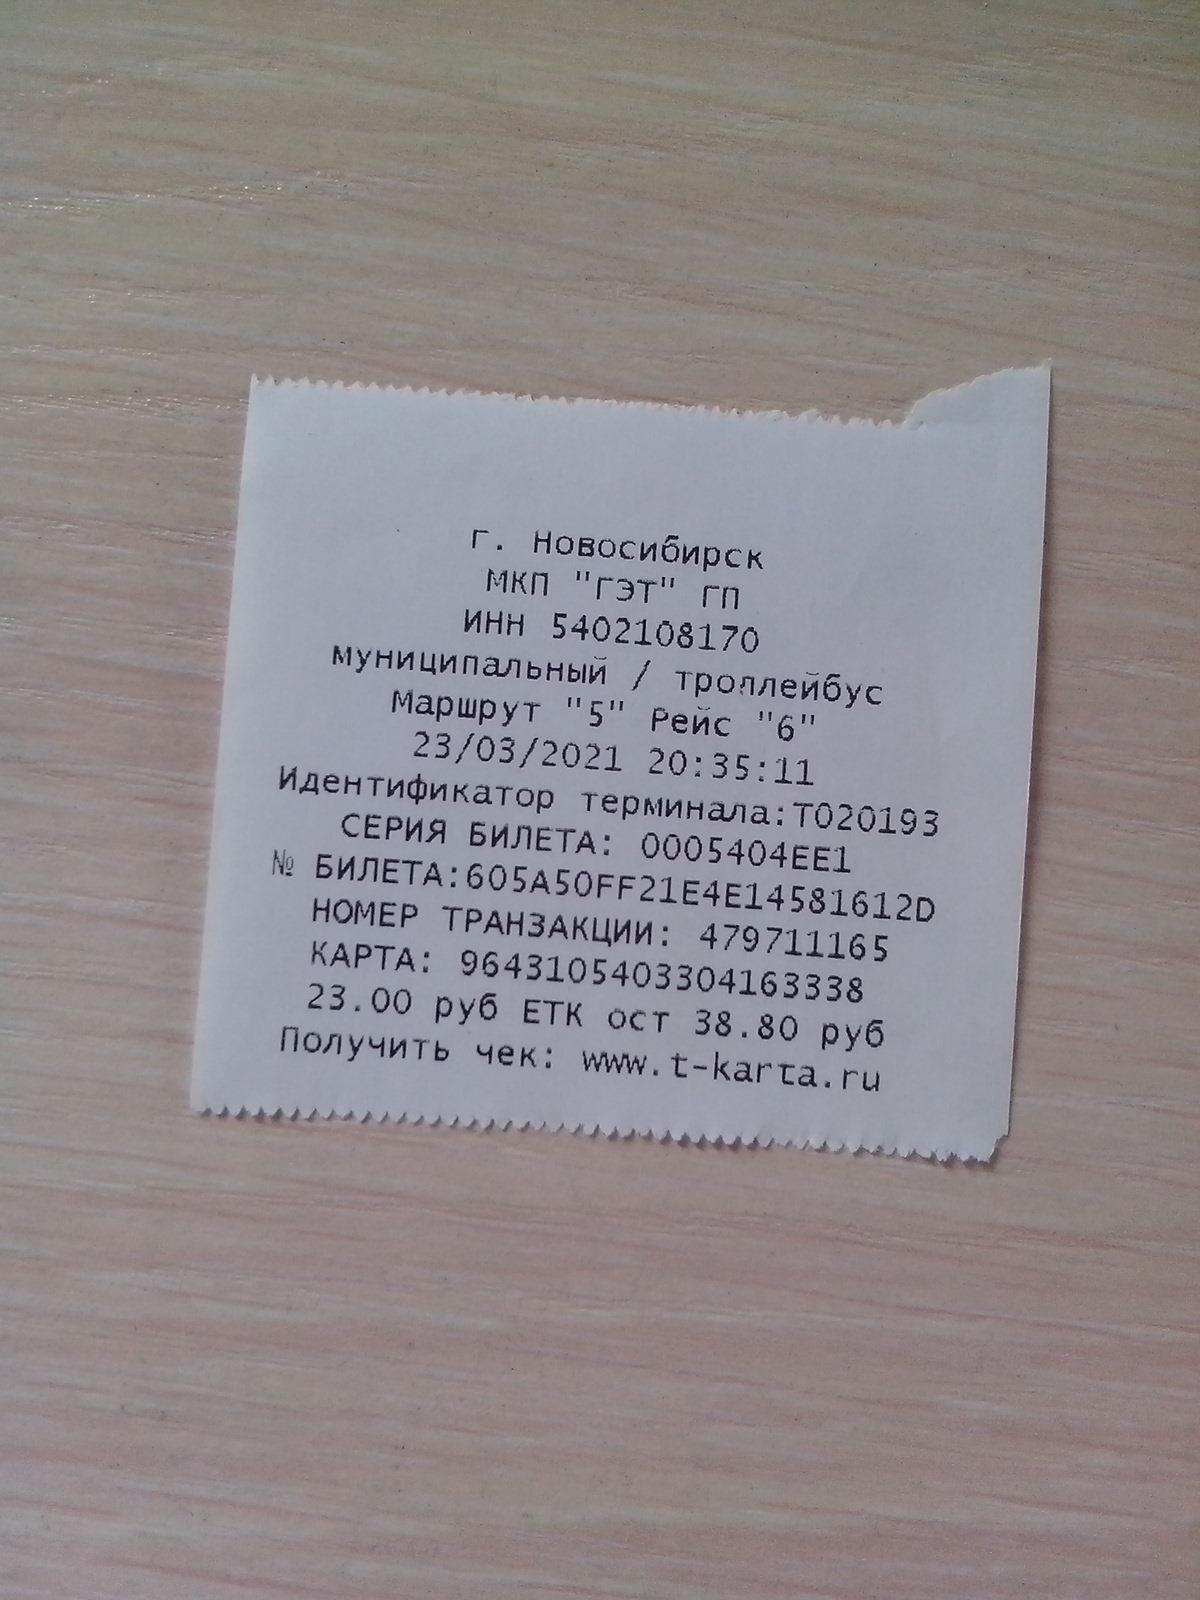 г. Новосибирск
МКП "ГЭТ" ГП
ИНН 5402108170
муниципальный / троллейбус
Маршрут "5" Рейс "6"
23/03/2021 20:35:11
Идентификатор терминала:T020193
СЕРИЯ БИЛЕТА: 0005404EE1
№ БИЛЕТА:605A50FF21E4E14581612D
НОМЕР ТРАНЗАКЦИИ: 479711165
КАРТА: 9643105403304163338
23.00 руб ЕТК ост 38.80 руб
Получить чек: www.t-karta.ru